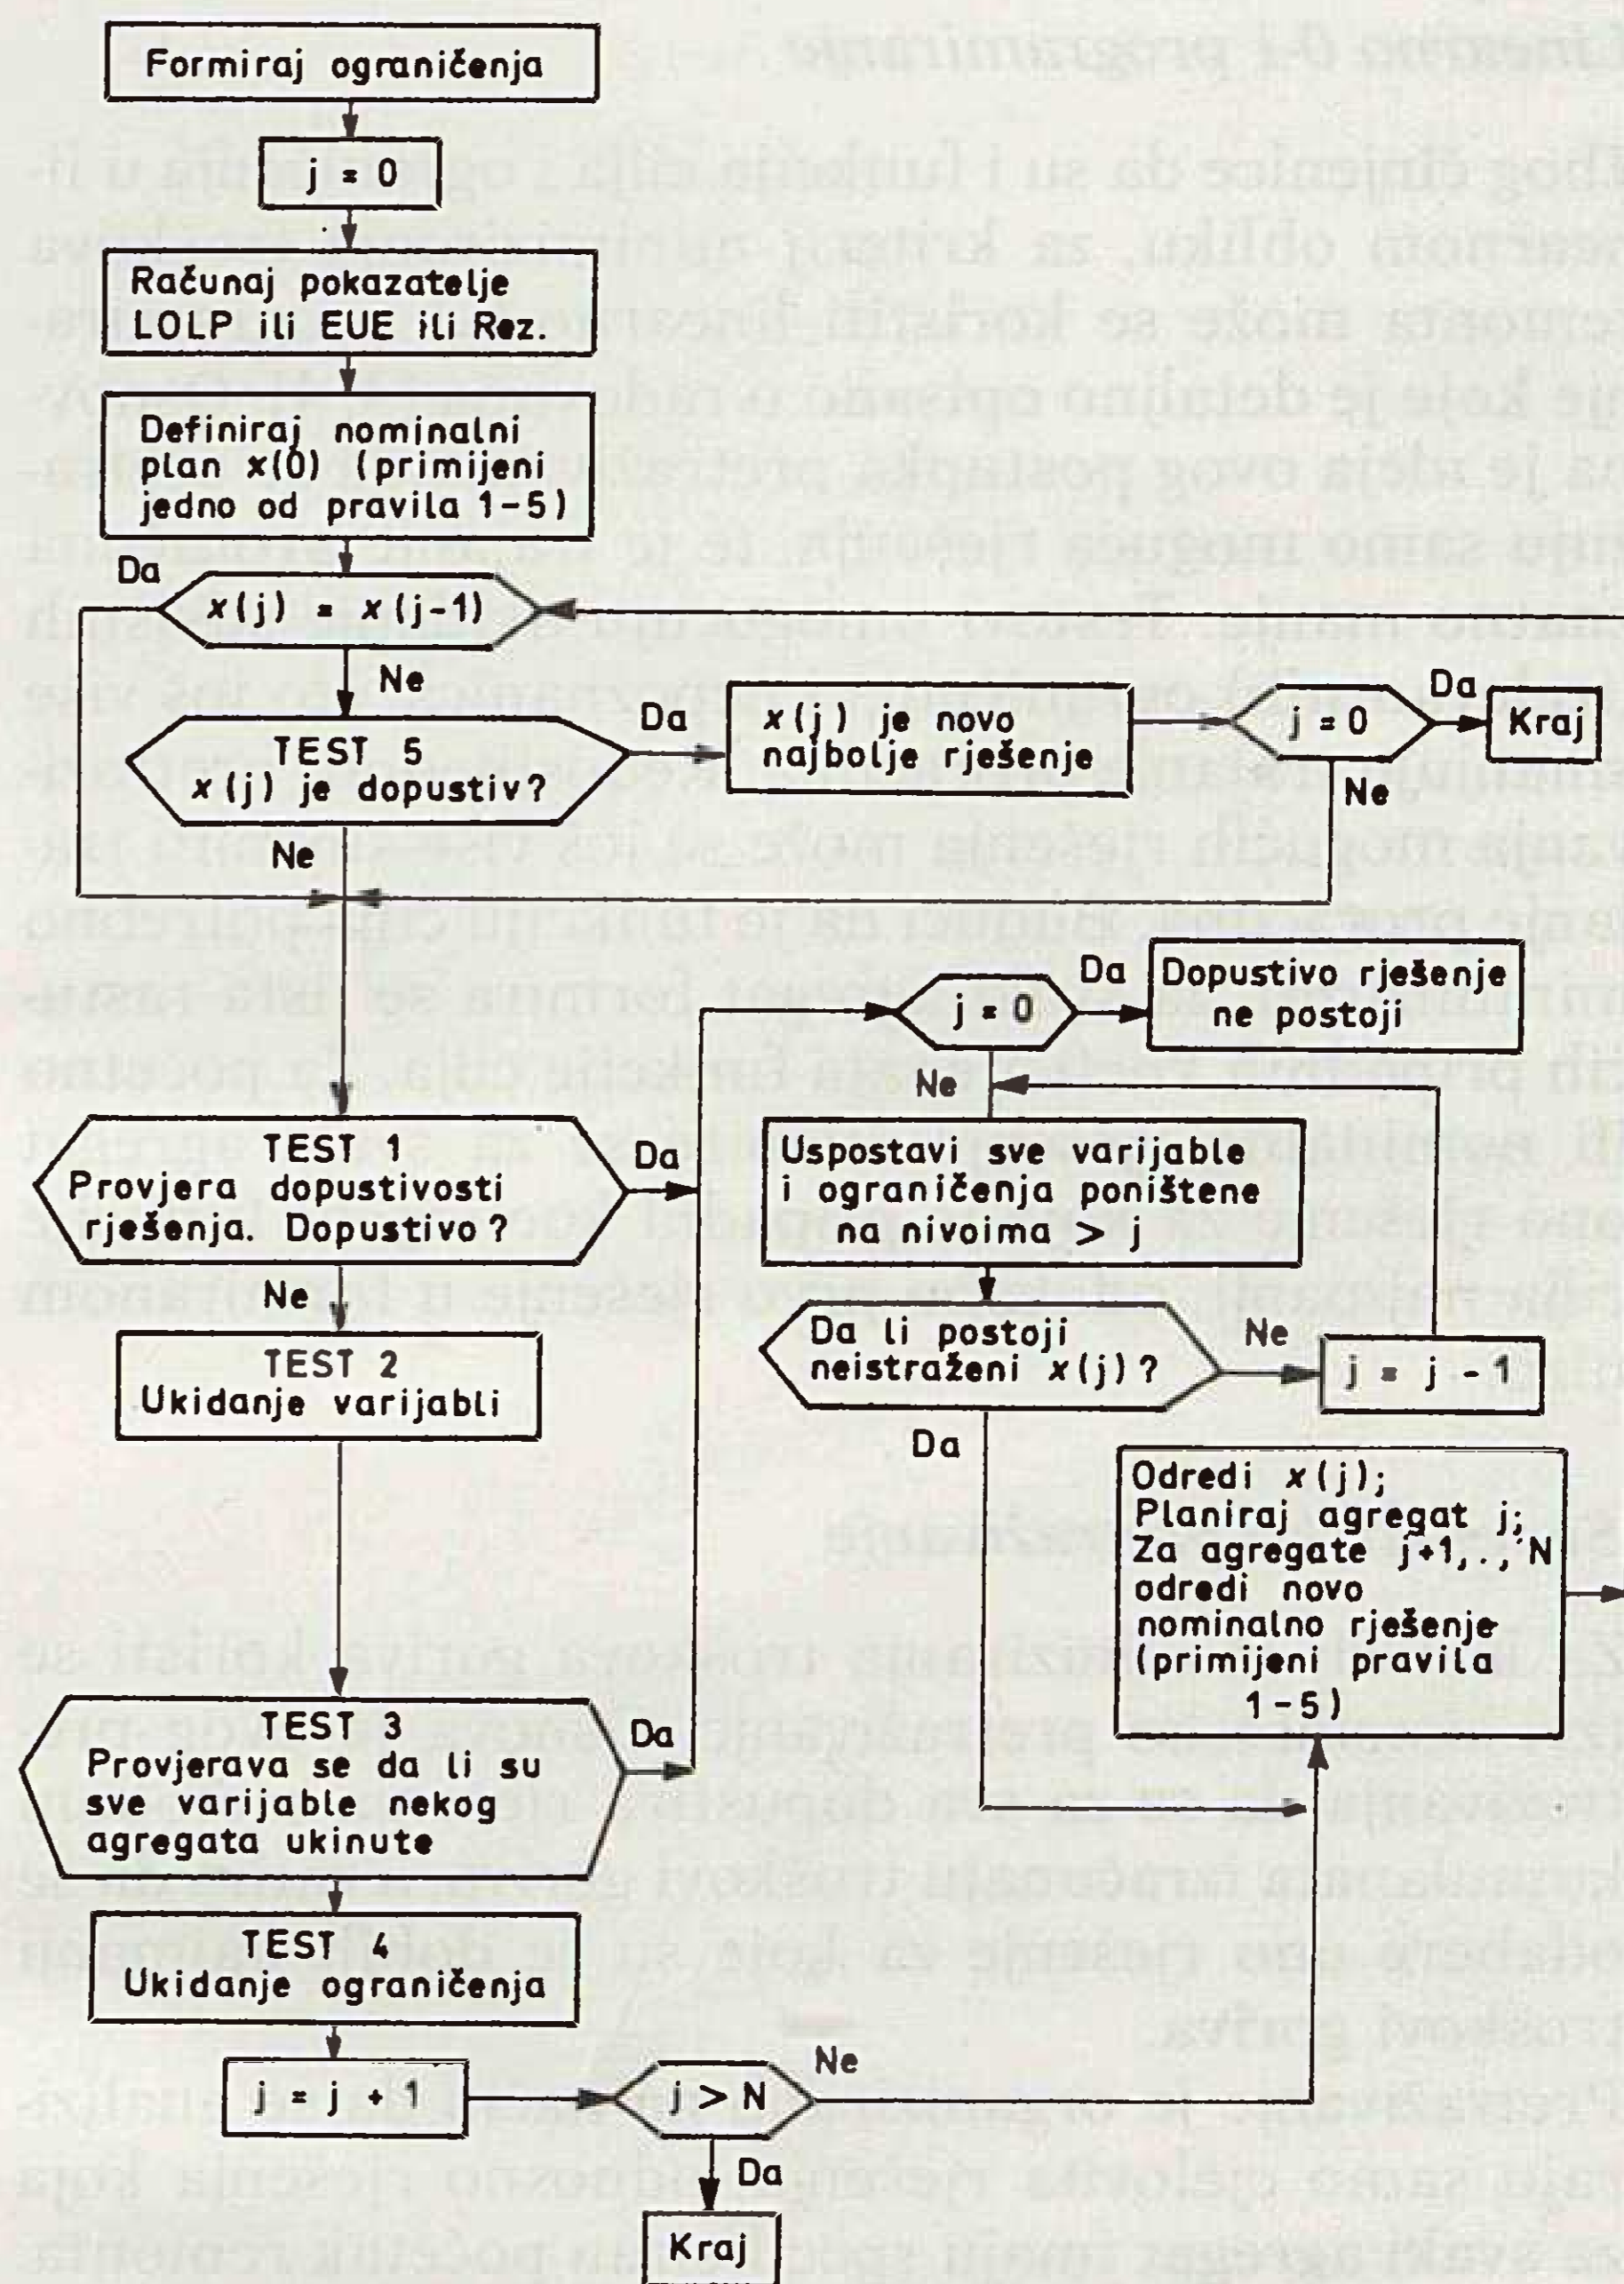 Formiraj ograničenja
j = 0
Računaj pokazatelje
LOLP ili EUE ili Rez.
Definiraj nominalni
plan x(0) (primijeni
jedno od pravila 1-5)
Da
x(j) = x(j-1)
Ne
TEST 5
x(j) je dopustiv?
Da
x(j) je novo
najbolje rješenje
j = 0
Da
Kraj
Ne
Ne
j = 0
Da
Dopustivo rješenje
ne postoji
Ne
TEST 1
Provjera dopustivosti
rješenja. Dopustivo?
Da
Uspostavi sve varijable
i ograničenja poništene
na nivoima > j
Ne
TEST 2
Ukidanje varijabli
Da li postoji
neistraženi x(j)?
Ne
j = j - 1
Da
Odredi x(j);
Planiraj agregat j;
Za agregate j+1,.,N
odredi novo
nominalno rješenje
(primijeni pravila
1-5)
TEST 3
Provjerava se da li su
sve varijable nekog
agregata ukinute
Da
TEST 4
Ukidanje ograničenja
j = j + 1
j > N
Ne
Da
Kraj